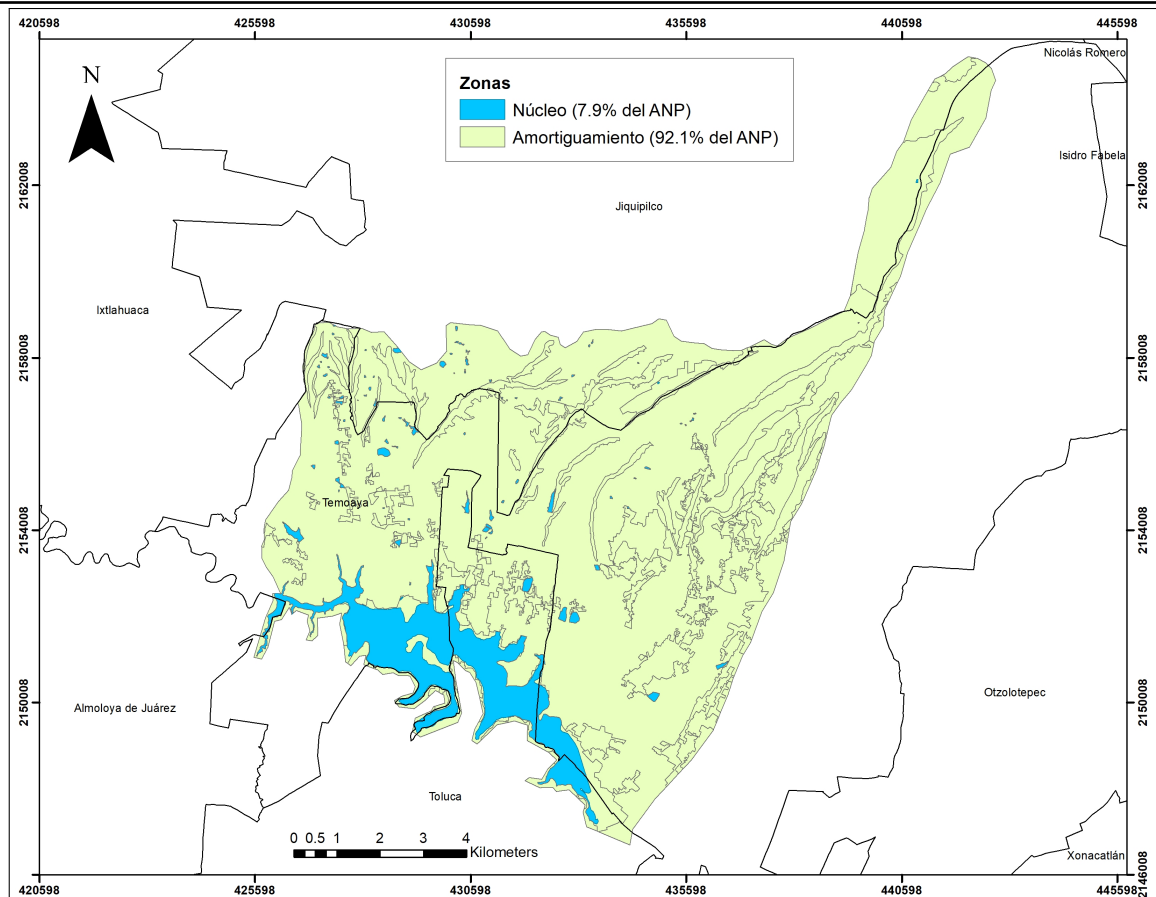 420598 425598 430598 435598 440598 445598
N
Zonas
Núcleo (7.9% del ANP)
Amortiguamiento (92.1% del ANP)
Nicolás Romero
Isidro Fabela
2162008 2162008
Jiquipilco
Ixtlahuaca
2158008 2158008
Temoaya
2154008 2154008
Otzolotepec
2150008 2150008
Almoloya de Juárez
Toluca
0 0.5 1 2 3 4
Kilometers
Xonacatlán
2146008 2146008
420598 425598 430598 435598 440598 445598